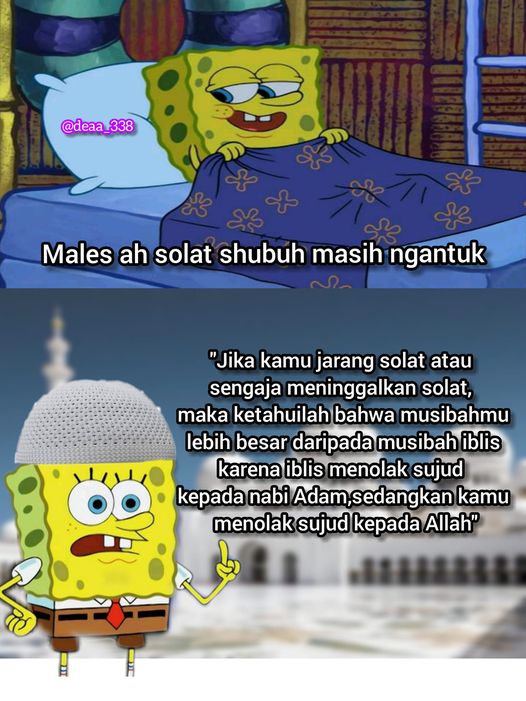 @deaa_338
Males ah solat shubuh masih ngantuk
"Jika kamu jarang solat atau
sengaja meninggalkan solat,
maka ketahuilah bahwa musibahmu
lebih besar daripada musibah iblis
karena iblis menolak sujud
kepada nabi Adam,sedangkan kamu
menolak sujud kepada Allah"